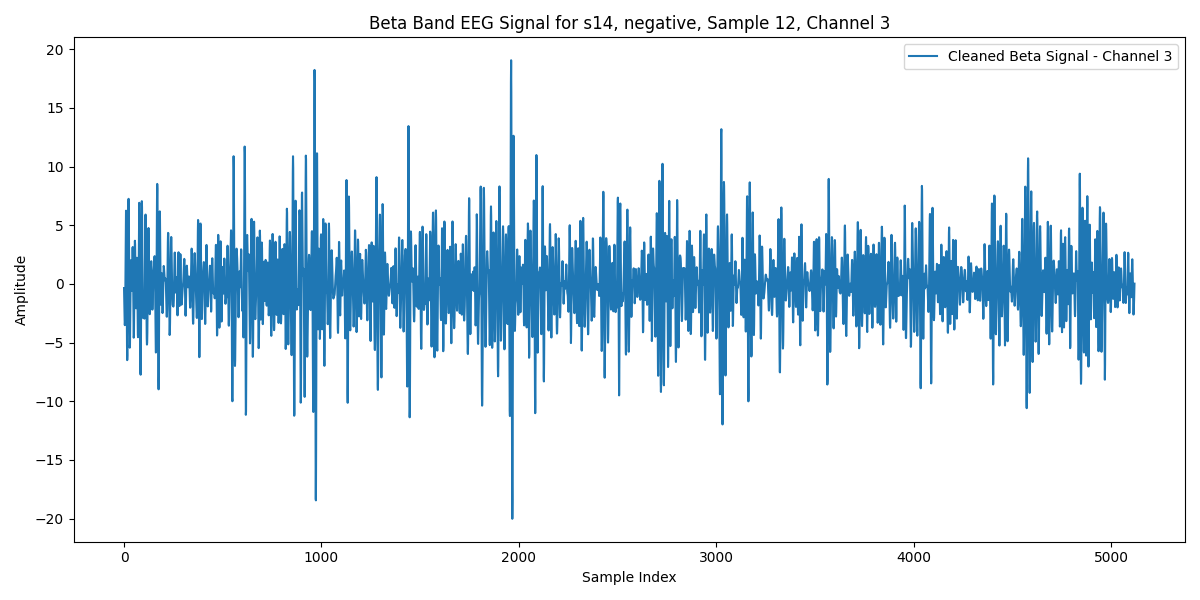 Beta Band EEG Signal for s14, negative, Sample 12, Channel 3
Cleaned Beta Signal - Channel 3
Amplitude
20
15
10
5
0
−5
−10
−15
−20
0 1000 2000 3000 4000 5000
Sample Index